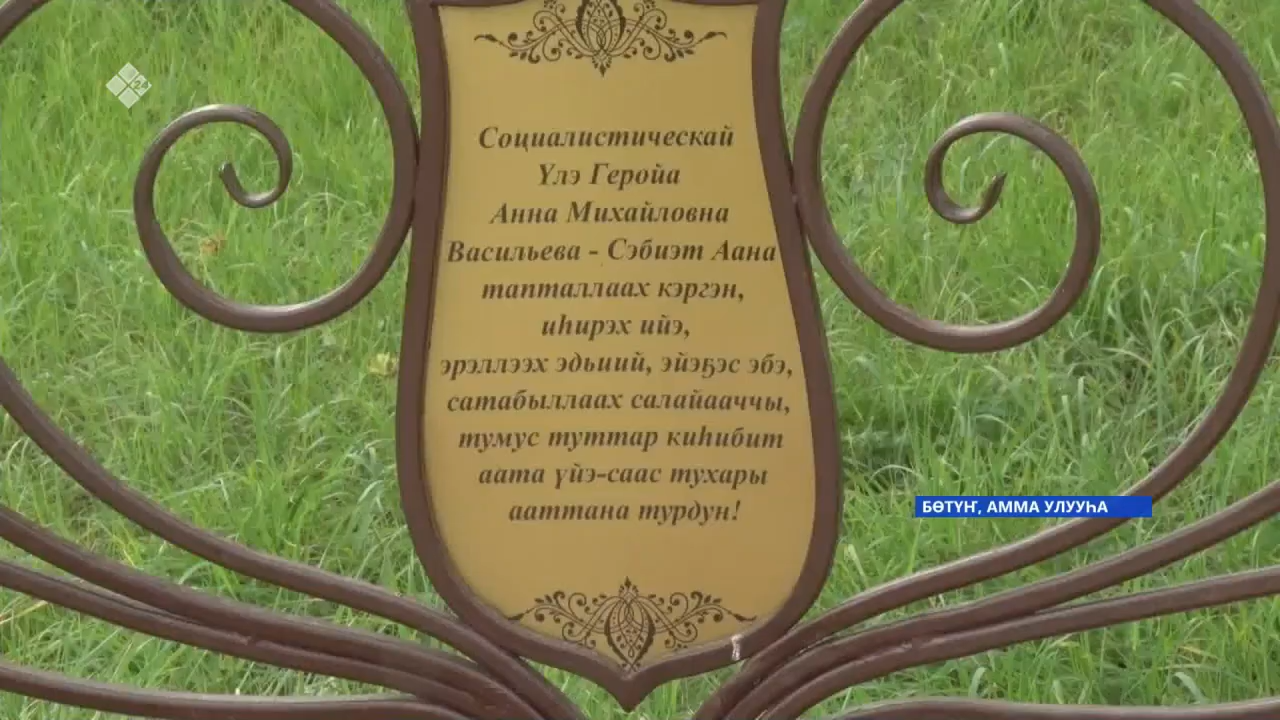 Социалистическай
Үлэ Геройа
Анна Михайловна
Васильева - Сэбиэт Аана
тапталлаах кэргэн,
иһирэх ийэ,
эрэллээх эдьиий, эйэҕэс эбэ,
сатабыллаах салайааччы,
тумус туттар киһибит
аата үйэ-саас тухары
ааттана турдун!
БӨТҮҤ, АММА УЛУУҺА
24